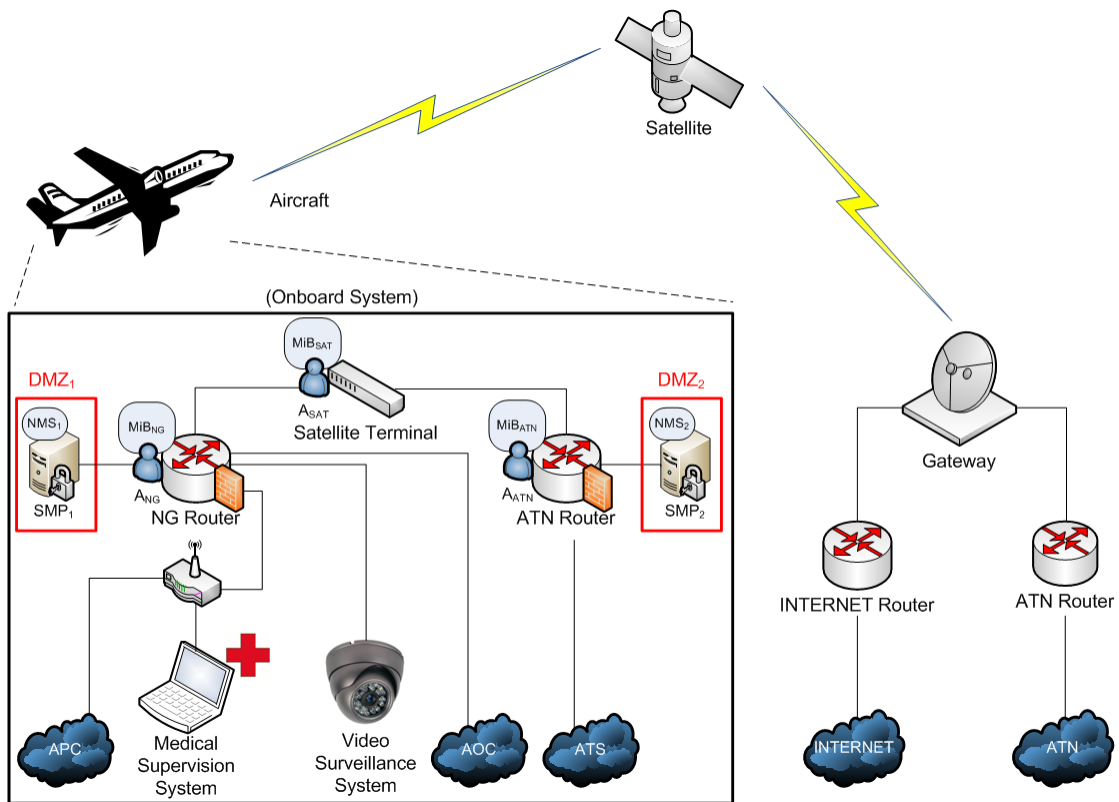 Satellite
Aircraft
(Onboard System)
MiBSAT
ASAT
Satellite Terminal
DMZ1
NMS1
SMP1
MiBNG
ANG
NG Router
MiBATN
AATN
ATN Router
DMZ2
NMS2
SMP2
Gateway
INTERNET Router
ATN Router
APC
Medical
Supervision
System
Video
Surveillance
System
AOC
ATS
INTERNET
ATN